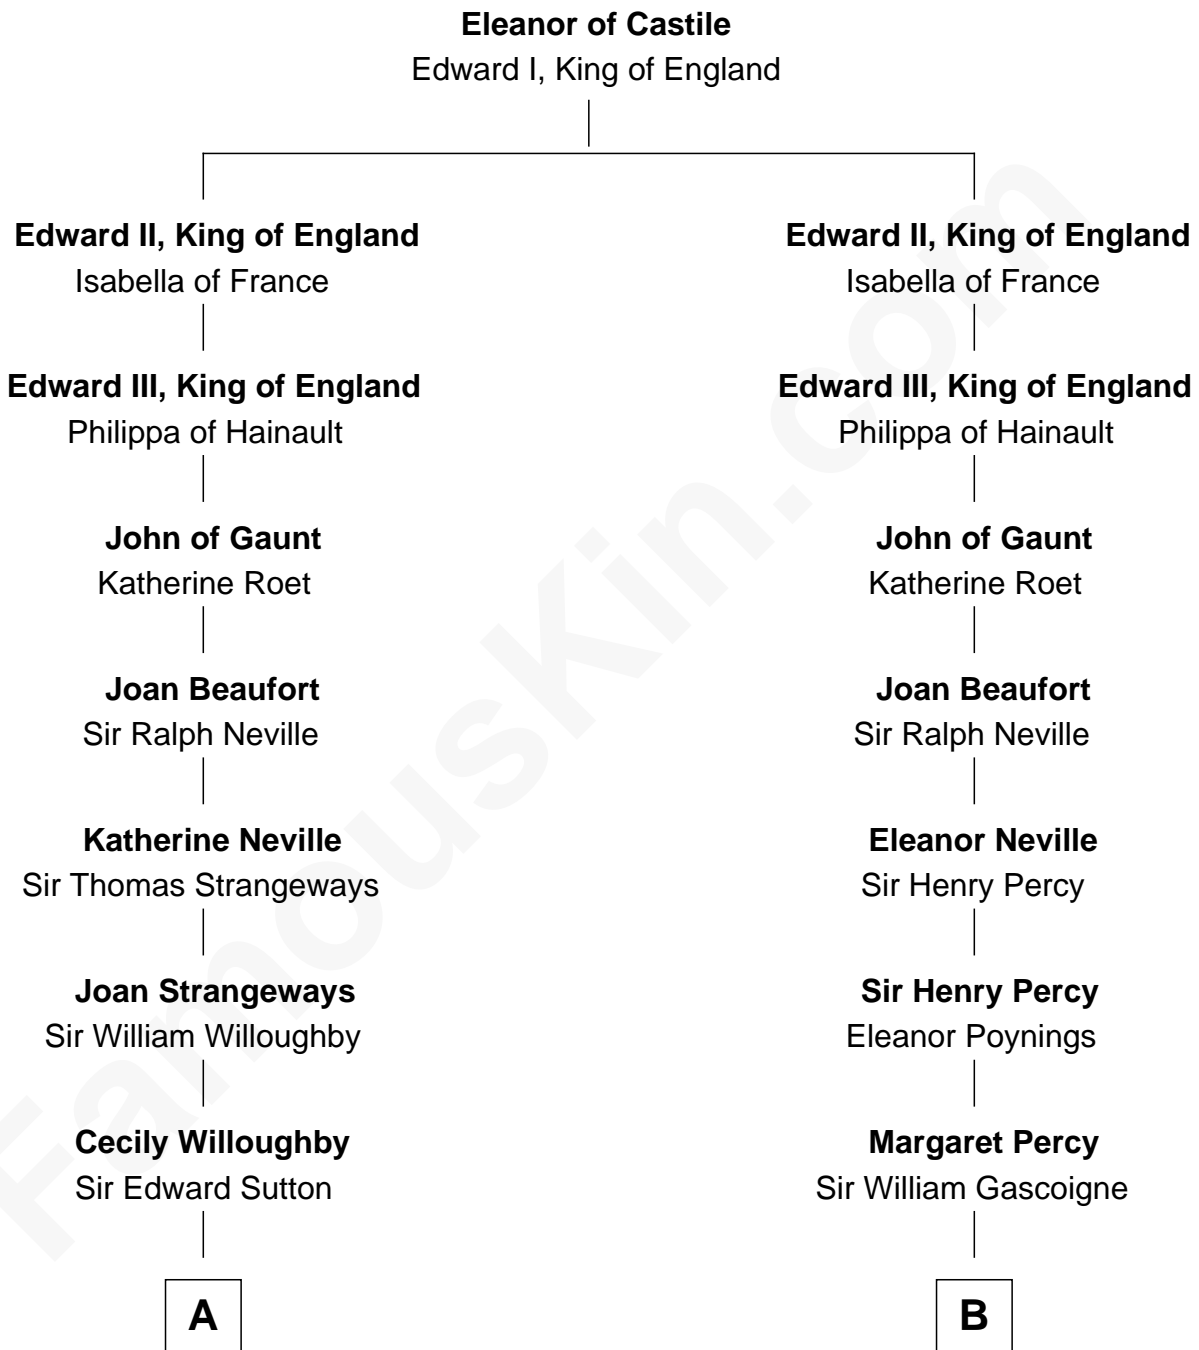 Eleanor of Castile
Edward I, King of England
Edward II, King of England
Isabella of France
Edward III, King of England
Philippa of Hainault
John of Gaunt
Katherine Roet
Joan Beaufort
Sir Ralph Neville
Katherine Neville
Sir Thomas Strangeways
Joan Strangeways
Sir William Willoughby
Cecily Willoughby
Sir Edward Sutton
A
Edward II, King of England
Isabella of France
Edward III, King of England
Philippa of Hainault
John of Gaunt
Katherine Roet
Joan Beaufort
Sir Ralph Neville
Eleanor Neville
Sir Henry Percy
Sir Henry Percy
Eleanor Poynings
Margaret Percy
Sir William Gascoigne
B
FamousKin.com